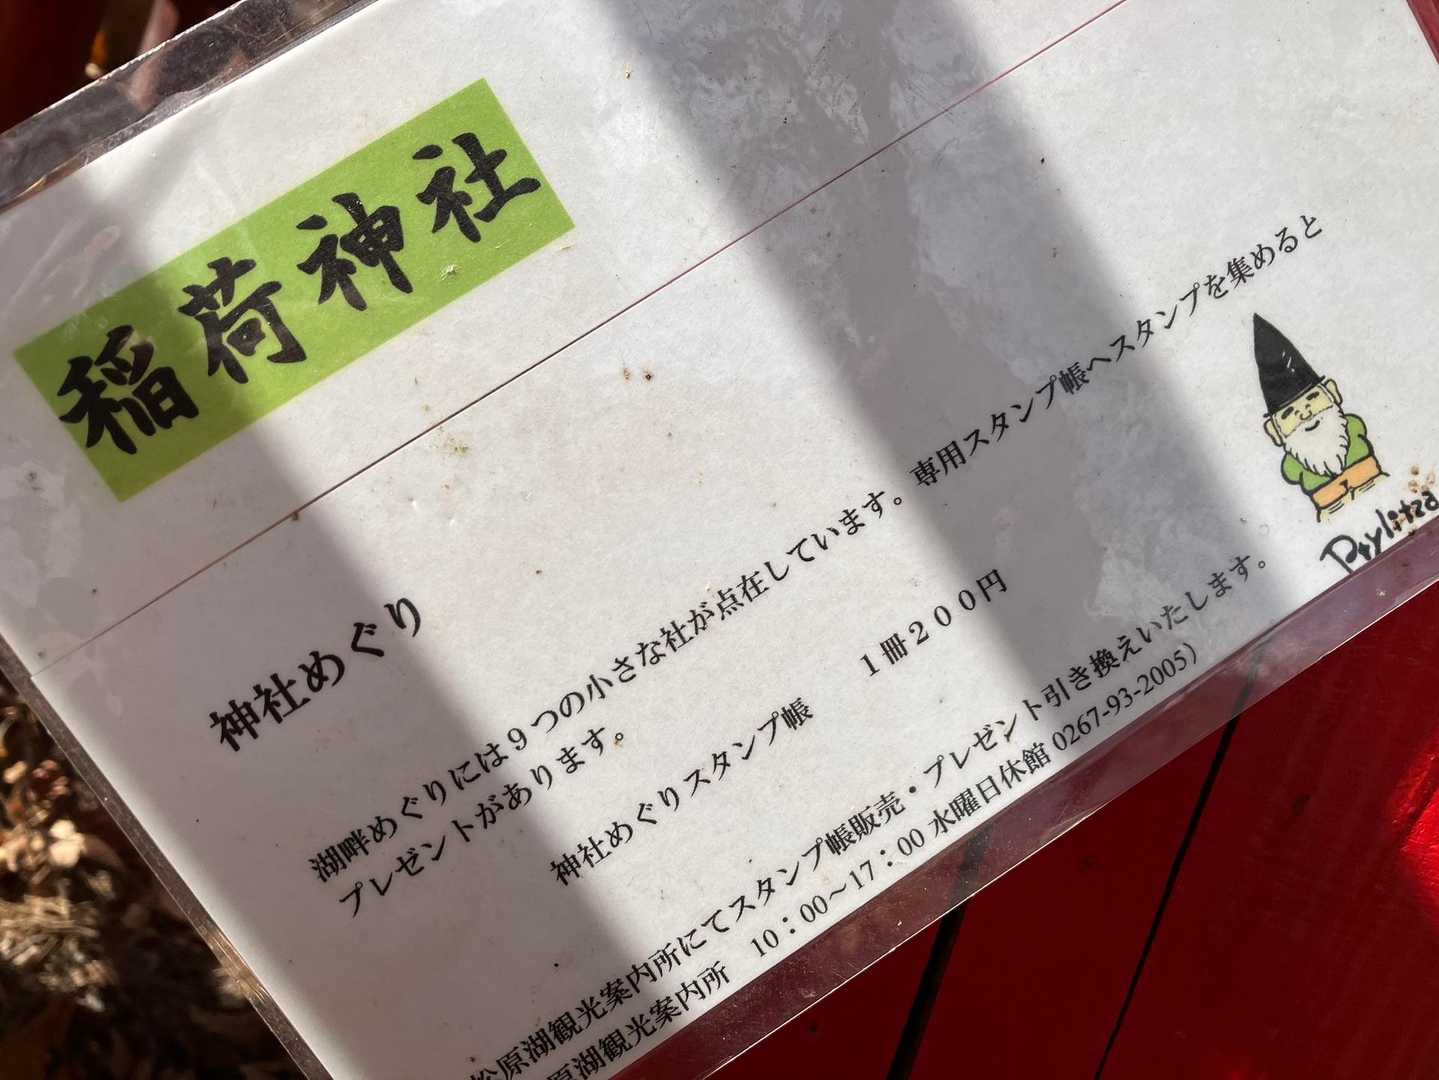 稲荷神社
神社めぐり
湖畔めぐりには９つの小さな社が点在しています。専用スタンプ帳へスタンプを集めると
プレゼントがあります。
神社めぐりスタンプ帳　１冊２００円
松原湖観光案内所にてスタンプ帳販売・プレゼント引き換えいたします。
原湖観光案内所　10：00～17：00 水曜日休館 0267-93-2005）